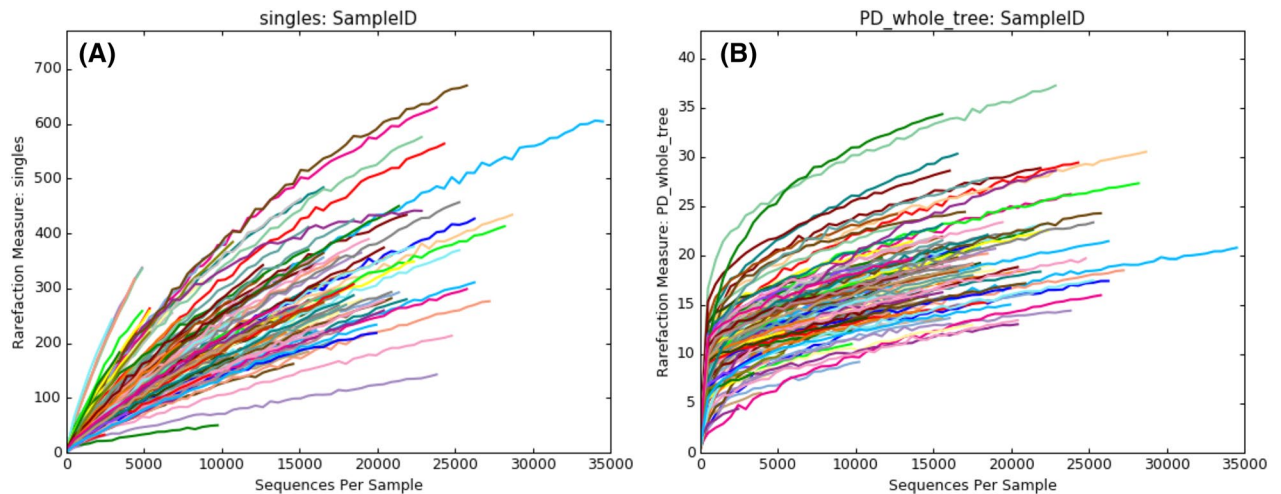 singles: SampleID
(A)
700
600
500
400
300
200
100
0
Rarefaction Measure: singles
0 5000 10000 15000 20000 25000 30000 35000
Sequences Per Sample
PD_whole_tree: SampleID
(B)
40
35
30
25
20
15
10
5
0
Rarefaction Measure: PD_whole_tree
0 5000 10000 15000 20000 25000 30000 35000
Sequences Per Sample